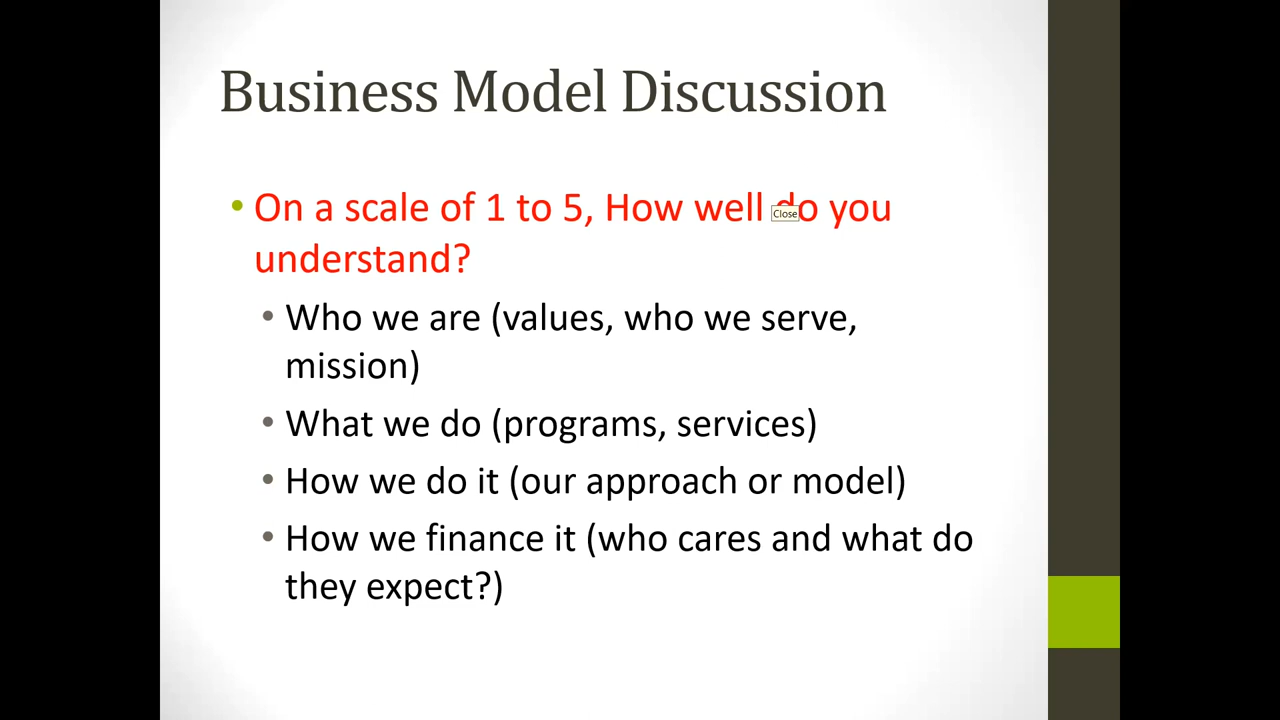 Business Model Discussion
• On a scale of 1 to 5, How well do you
understand?
• Who we are (values, who we serve,
mission)
• What we do (programs, services)
• How we do it (our approach or model)
• How we finance it (who cares and what do
they expect?)
Close